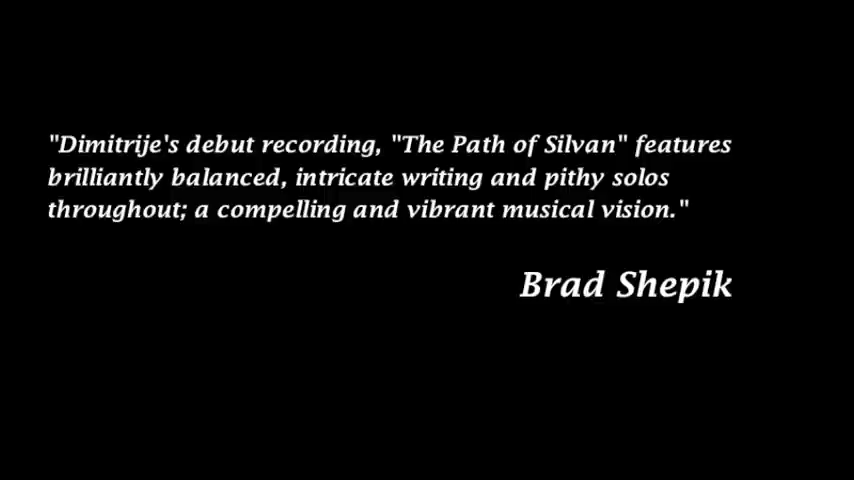 "Dimitrije's debut recording, "The Path of Silvan" features
brilliantly balanced, intricate writing and pithy solos
throughout; a compelling and vibrant musical vision."
Brad Shepik